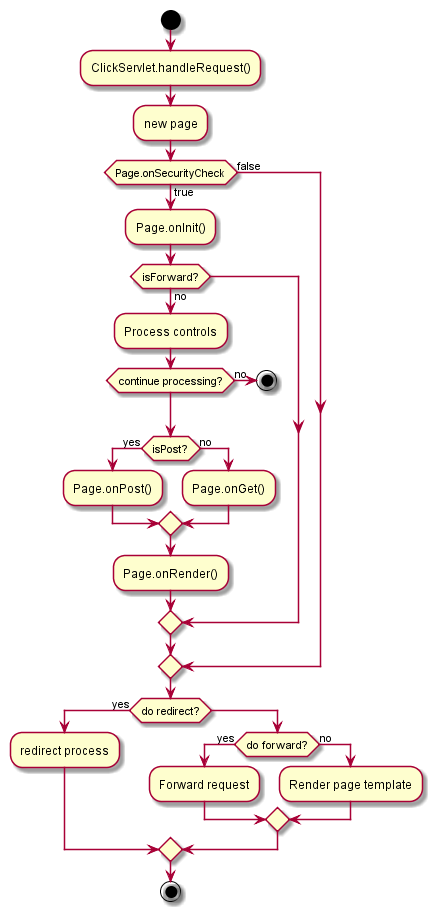 ClickServlet.handleRequest()
new page
Page.onSecurityCheck
false
true
Page.onInit()
isForward?
no
Process controls
continue processing?
no
yes
isPost?
no
Page.onPost()
Page.onGet()
Page.onRender()
yes
do redirect?
redirect process
yes
do forward?
no
Forward request
Render page template